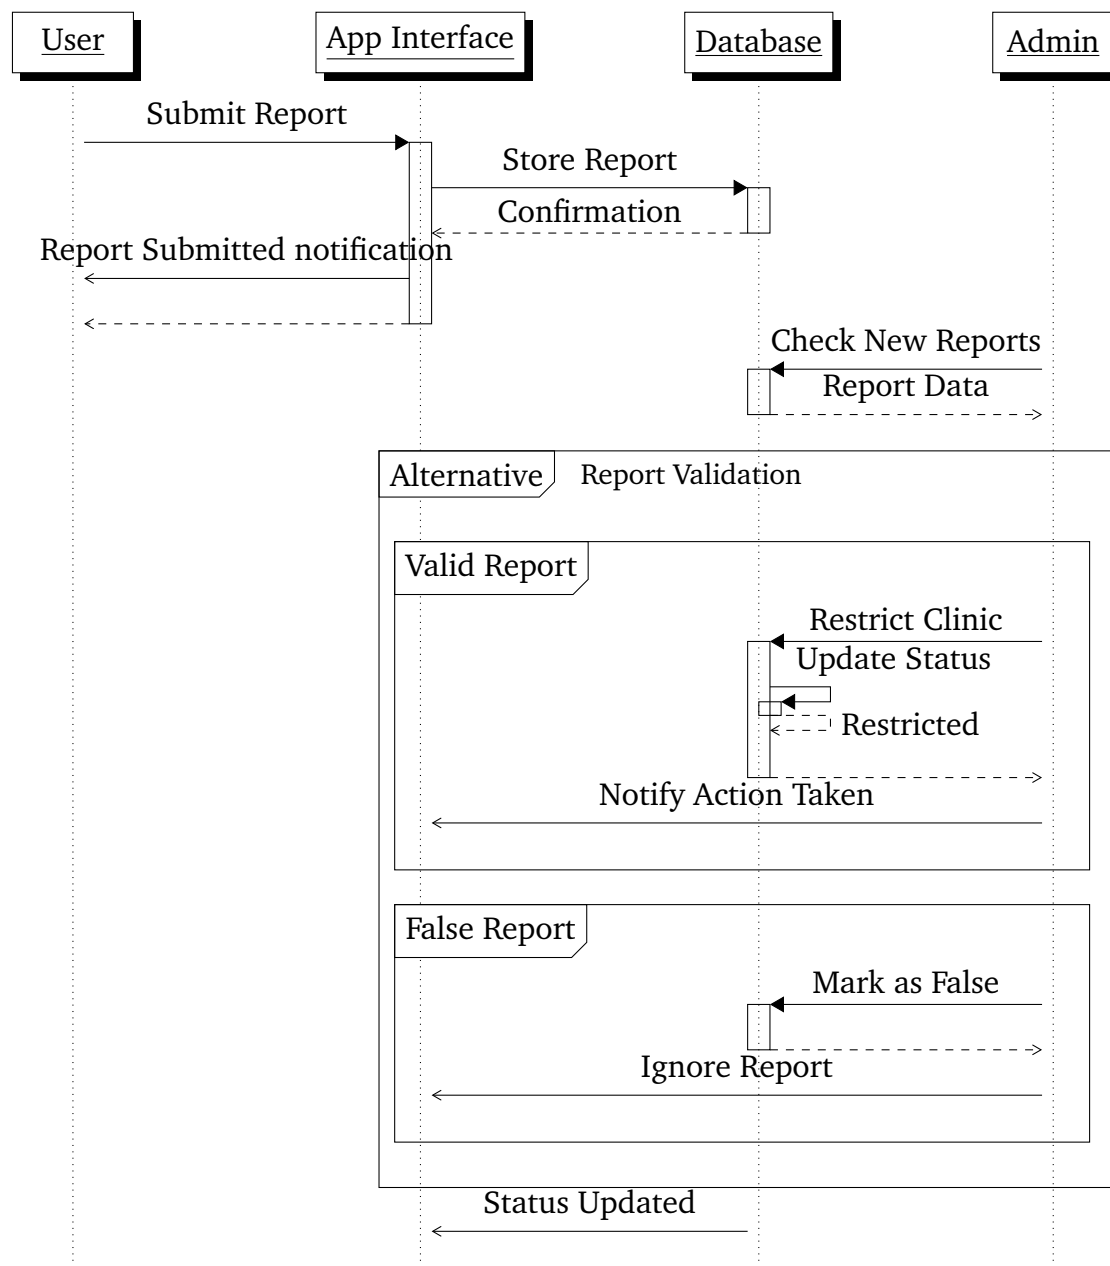 User
App Interface
Database
Admin
Submit Report
Store Report
Confirmation
Report Submitted notification
Check New Reports
Report Data
Alternative
Report Validation
Valid Report
Restrict Clinic
Update Status
Restricted
Notify Action Taken
False Report
Mark as False
Ignore Report
Status Updated